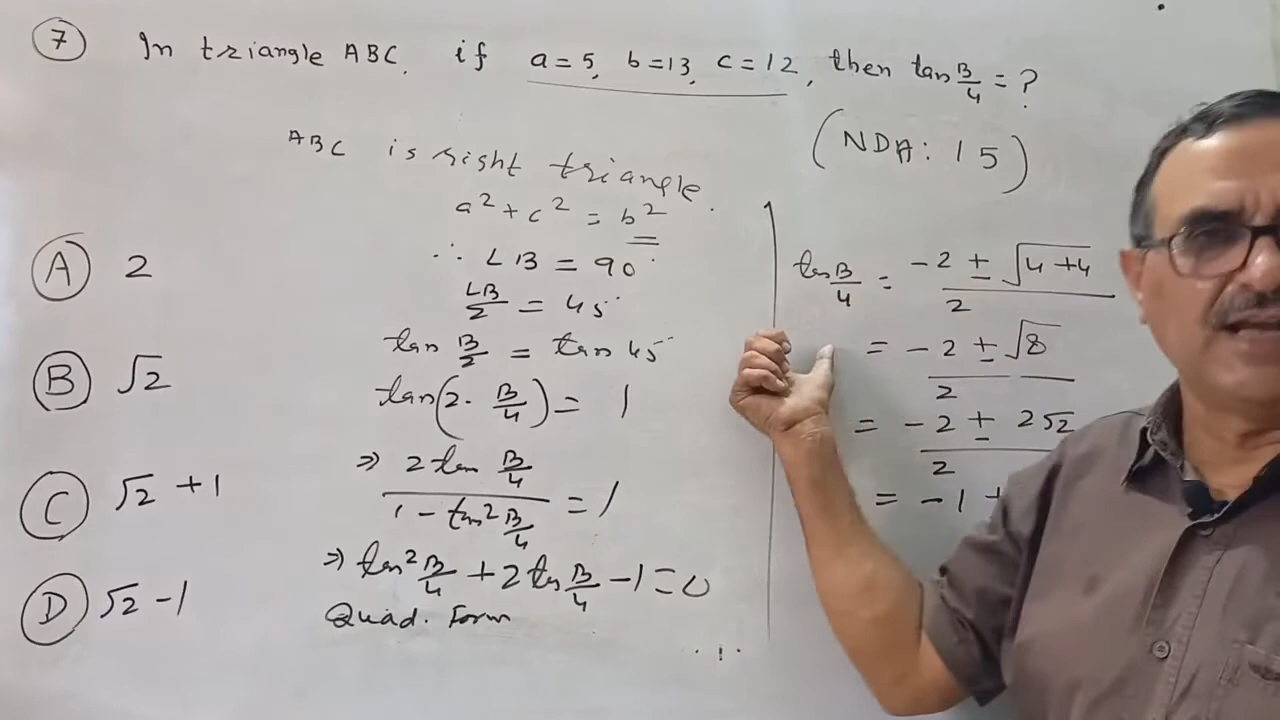 7 In triangle ABC. if a = 5, b = 13, c = 12, then tan B/4 = ?
(NDA: 15)
ABC is right triangle.
a² + c² = b²
∴ ∠B = 90°
∠B/2 = 45°
tan B/2 = tan 45°
tan(2 · B/4) = 1
⇒ 2 tan B/4 / 1 - tan² B/4 = 1
⇒ tan² B/4 + 2 tan B/4 - 1 = 0
Quad. Form
A 2
B √2
C √2 + 1
D √2 - 1
tan B/4 = -2 ± √4 + 4 / 2
= -2 ± √8 / 2
= -2 ± 2√2 / 2
= -1 ±